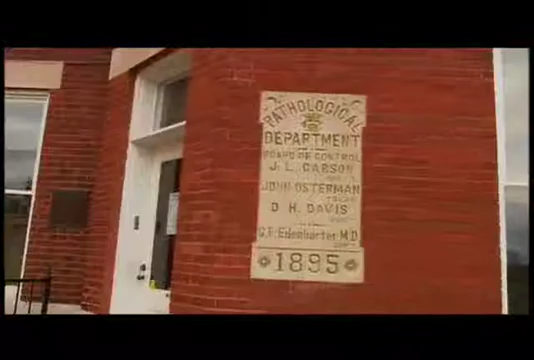 PATHOLOGICAL
DEPARTMENT
BOARD OF CONTROL
J. L. CARSON
JOHN OSTERMAN
D. H. DAVIS
G. F. Edenharter M.D.
1895